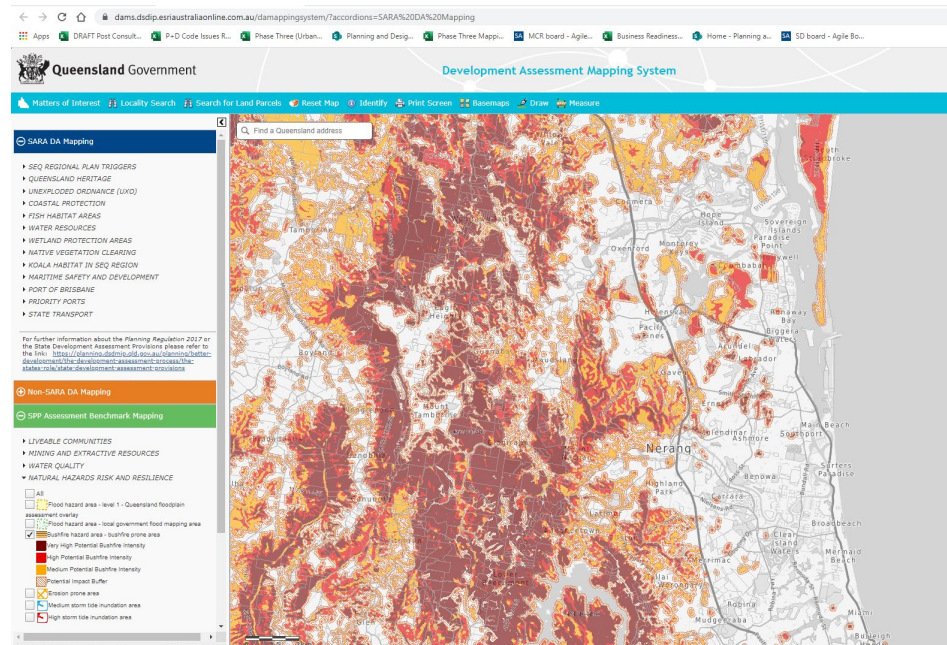 dams.dsdip.esriaustraliaonline.com.au/damappingsystem/?accordions=SARA%20DA%20Mapping
Apps DRAFT Post Consult... P+D Code Issues R... Phase Three (Urban... Planning and Desig... Phase Three Mappi... MCR board - Agile... Business Readiness... Home - Planning a... SD board - Agile Bo...
Queensland Government
Development Assessment Mapping System
Matters of Interest Locality Search Search for Land Parcels Reset Map Identify Print Screen Basemaps Draw Measure
Find a Queensland address
SARA DA Mapping
SEQ REGIONAL PLAN TRIGGERS
QUEENSLAND HERITAGE
UNEXPLODED ORDNANCE (UXO)
COASTAL PROTECTION
FISH HABITAT AREAS
WATER RESOURCES
WETLAND PROTECTION AREAS
NATIVE VEGETATION CLEARING
KOALA HABITAT IN SEQ REGION
MARITIME SAFETY AND DEVELOPMENT
PORT OF BRISBANE
PRIORITY PORTS
STATE TRANSPORT
For further information about the Planning Regulation 2017 or
the State Development Assessment Provisions please refer to
the link: https://planning.dsdmip.qld.gov.au/planning/better-
development/the-development-assessment-process/the-
states-role/state-development-assessment-provisions
Non-SARA DA Mapping
SPP Assessment Benchmark Mapping
LIVEABLE COMMUNITIES
MINING AND EXTRACTIVE RESOURCES
WATER QUALITY
NATURAL HAZARDS RISK AND RESILIENCE
All
Flood hazard area - level 1 - Queensland floodplain
assessment overlay
Flood hazard area - local government flood mapping area
Bushfire hazard area - bushfire prone area
Very High Potential Bushfire Intensity
High Potential Bushfire Intensity
Medium Potential Bushfire Intensity
Potential Impact Buffer
Erosion prone area
Medium storm tide inundation area
High storm tide inundation area
Coomera
Hope
Island
Sovereign
Islands
Paradise
Point
Oxenford
Monterey
Keys
Runaway
Bay
Biggera
Waters
Pacific
Pines
Arundel
Labrador
Gaven
Mount
Tamborine
Main Beach
Southport
Molendinar
Ashmore
Nerang
Surfers
Paradise
Benowa
Highland
Park
Carrara
Broadbeach
Clear
Island
Waters
Mermaid
Beach
Merrimac
Robina
Mudgeeraba
Miami
Burleigh